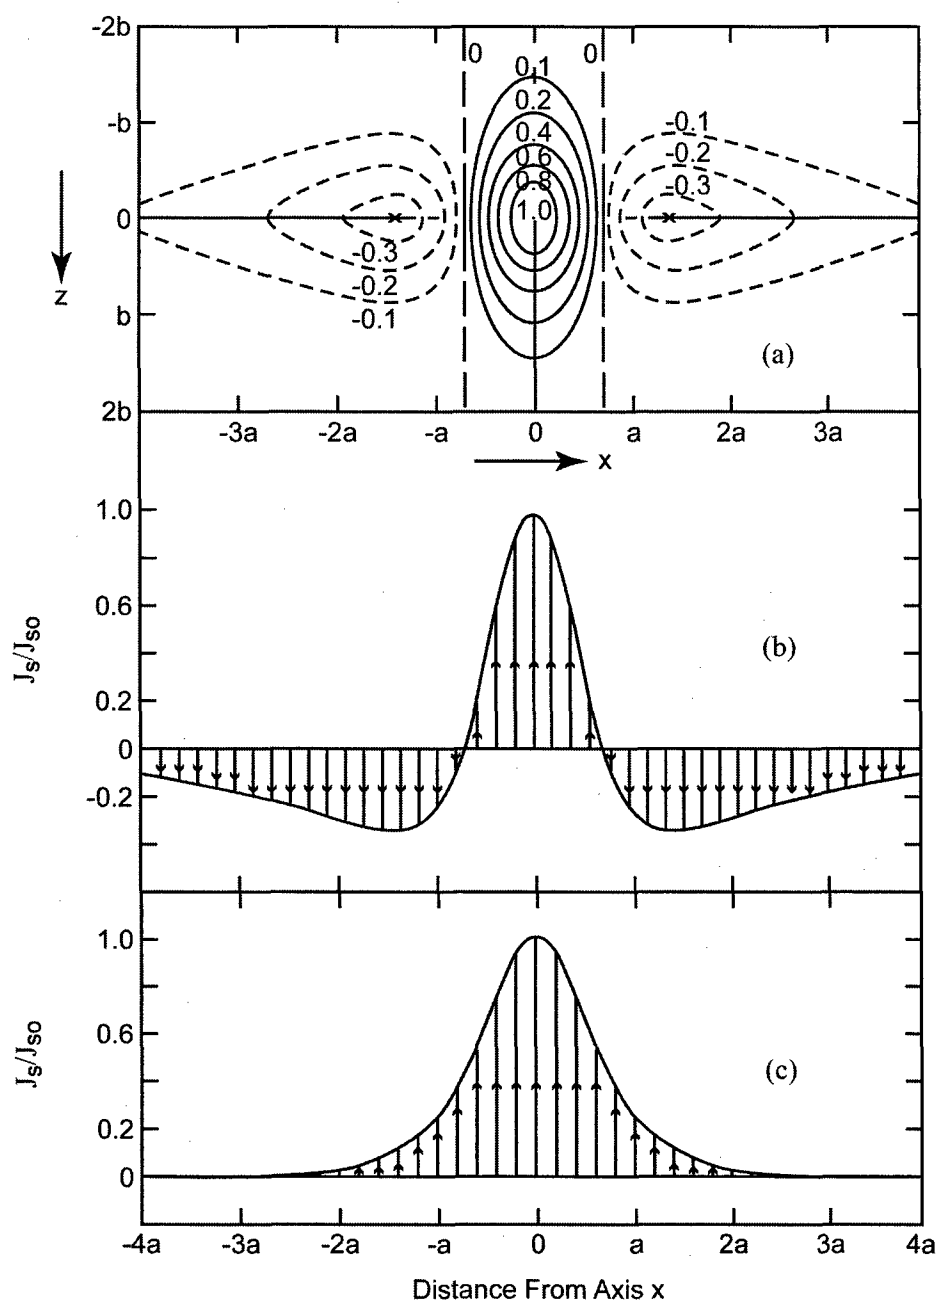 -2b
0 0
0.1
0.2
-b 0.4 -0.1
0.6 -0.2
0.8 -0.3
0 1.0
-0.3
z -0.2
b -0.1
(a)
2b
-3a -2a -a 0 a 2a 3a
x
1.0
0.6
(b)
Js/Jso
0.2
0
-0.2
1.0
0.6
(c)
Js/Jso
0.2
0
-4a -3a -2a -a 0 a 2a 3a 4a
Distance From Axis x